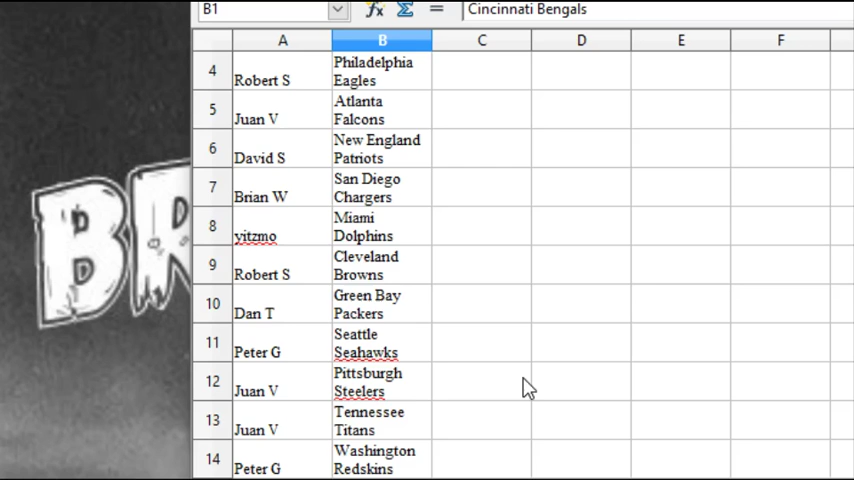 B1 Cincinnati Bengals
A B C D E F
4 Robert S Philadelphia
Eagles
5 Juan V Atlanta
Falcons
6 David S New England
Patriots
7 Brian W San Diego
Chargers
8 yitzmo Miami
Dolphins
9 Robert S Cleveland
Browns
10 Dan T Green Bay
Packers
11 Peter G Seattle
Seahawks
12 Juan V Pittsburgh
Steelers
13 Juan V Tennessee
Titans
14 Peter G Washington
Redskins
BR